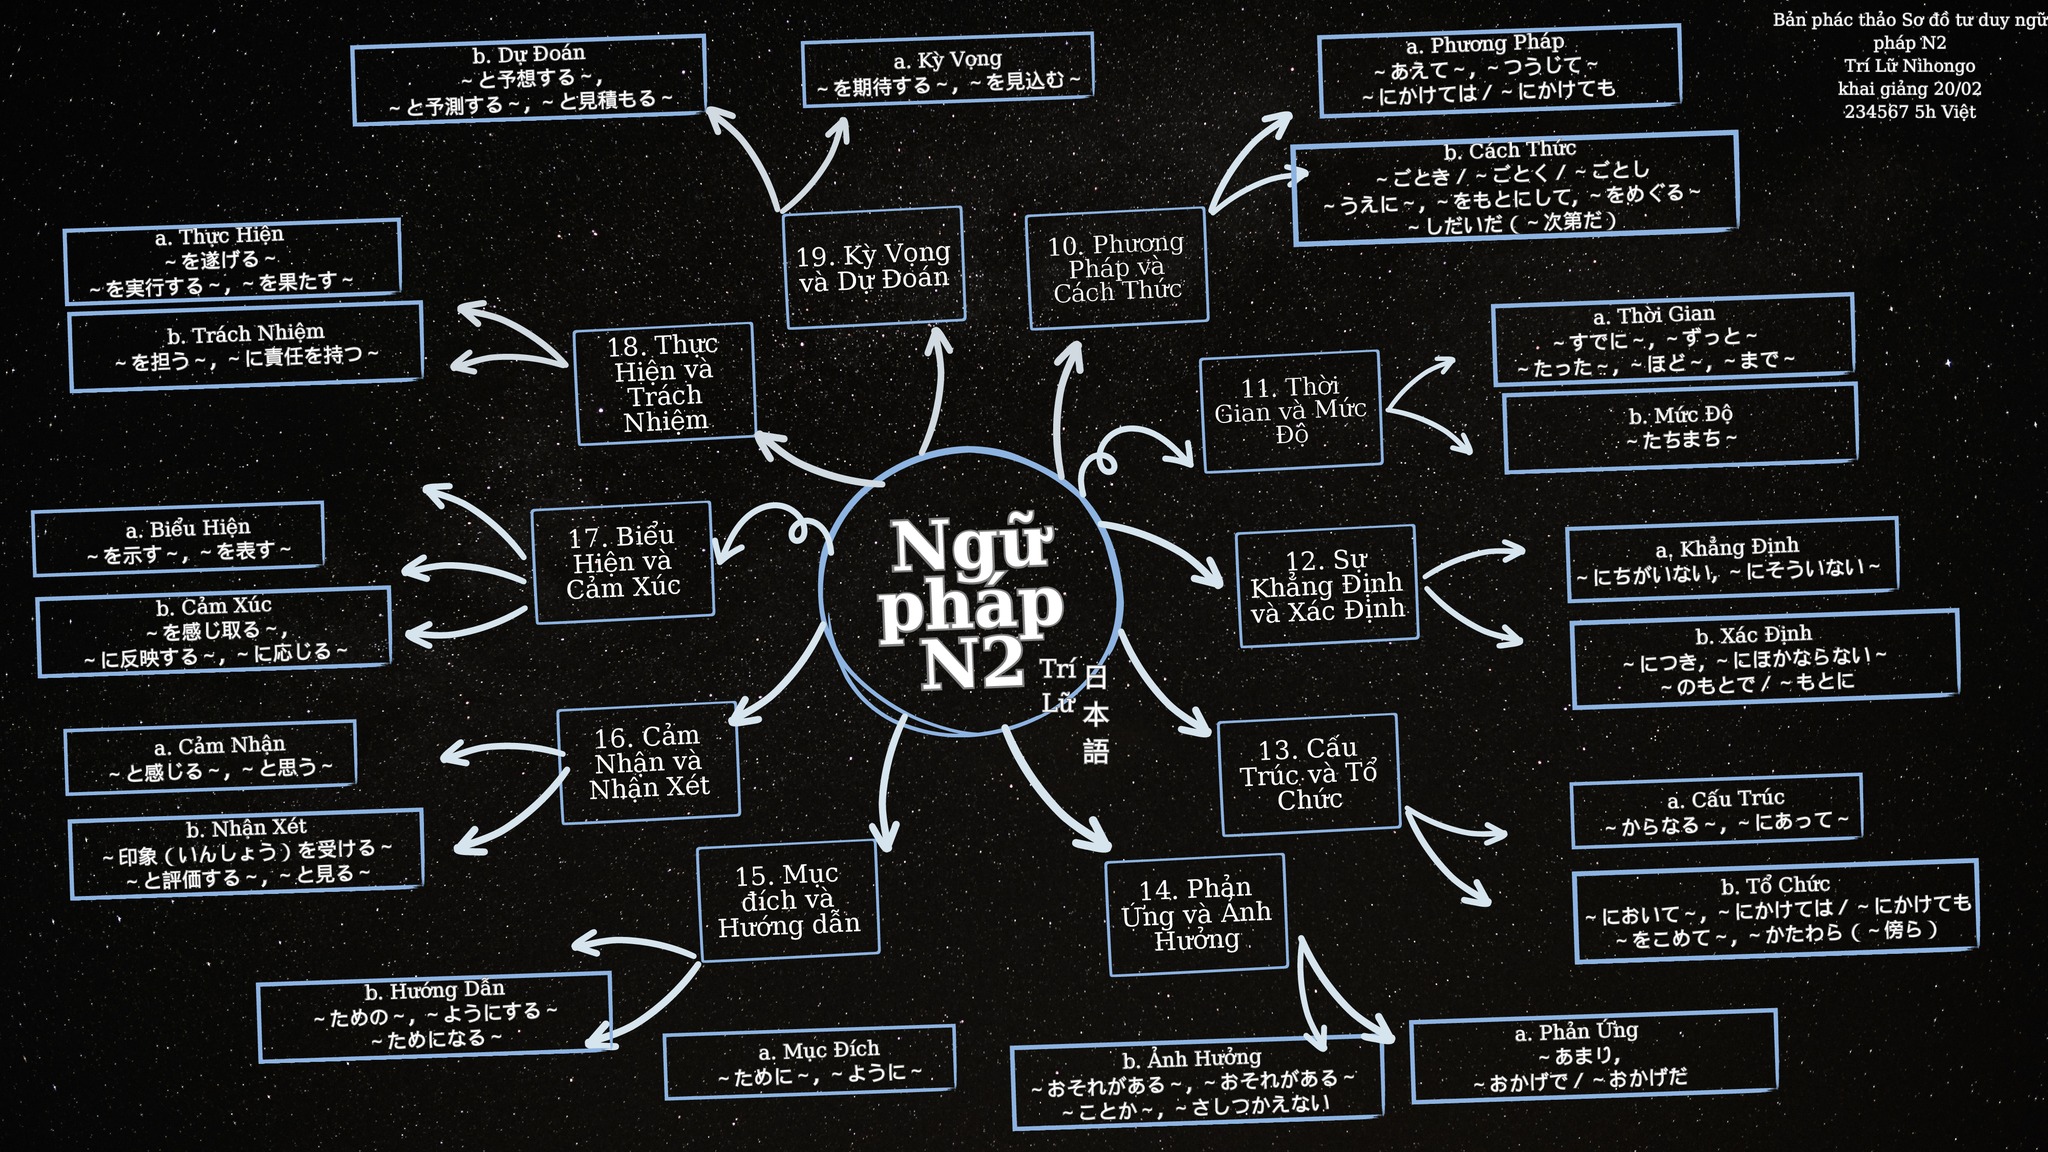 Bản phác thảo Sơ đồ tư duy ngữ
pháp N2
Trí Lữ Nihongo
khai giảng 20/02
234567 5h Việt
Ngữ
pháp
N2
Trí
Lữ
日
本
語
10. Phương
Pháp và
Cách Thức
a. Phương Pháp
~あえて~, ~つうじて~
~にかけては / ~にかけても
b. Cách Thức
~ごとき / ~ごとく / ~ごとし
~うえに~, ~をもとにして, ~をめぐる~
~しだいだ (~次第だ)
11. Thời
Gian và Mức
Độ
a. Thời Gian
~すでに~, ~ずっと~
~たった~, ~ほど~, ~まで~
b. Mức Độ
~たちまち~
12. Sự
Khẳng Định
và Xác Định
a. Khẳng Định
~にちがいない, ~にそういない~
b. Xác Định
~につき, ~にほかならない~
~のもとで / ~もとに
13. Cấu
Trúc và Tổ
Chức
a. Cấu Trúc
~からなる~, ~にあって~
b. Tổ Chức
~において~, ~にかけては / ~にかけても
~をこめて~, ~かたわら (~傍ら)
14. Phản
Ứng và Ảnh
Hưởng
a. Phản Ứng
~あまり,
~おかげで / ~おかげだ
b. Ảnh Hưởng
~おそれがある~, ~おそれがある~
~ことか~, ~さしつかえない
15. Mục
đích và
Hướng dẫn
a. Mục Đích
~ために~, ~ように~
b. Hướng Dẫn
~ための~, ~ようにする~
~ためになる~
16. Cảm
Nhận và
Nhận Xét
a. Cảm Nhận
~と感じる~, ~と思う~
b. Nhận Xét
~印象 (いんしょう) を受ける~
~と評価する~, ~と見る~
17. Biểu
Hiện và
Cảm Xúc
a. Biểu Hiện
~を示す~, ~を表す~
b. Cảm Xúc
~を感じ取る~,
~に反映する~, ~に応じる~
18. Thực
Hiện và
Trách
Nhiệm
a. Thực Hiện
~を遂げる~
~を実行する~, ~を果たす~
b. Trách Nhiệm
~を担う~, ~に責任を持つ~
19. Kỳ Vọng
và Dự Đoán
a. Kỳ Vọng
~を期待する~, ~を見込む~
b. Dự Đoán
~と予想する~,
~と予測する~, ~と見積もる~